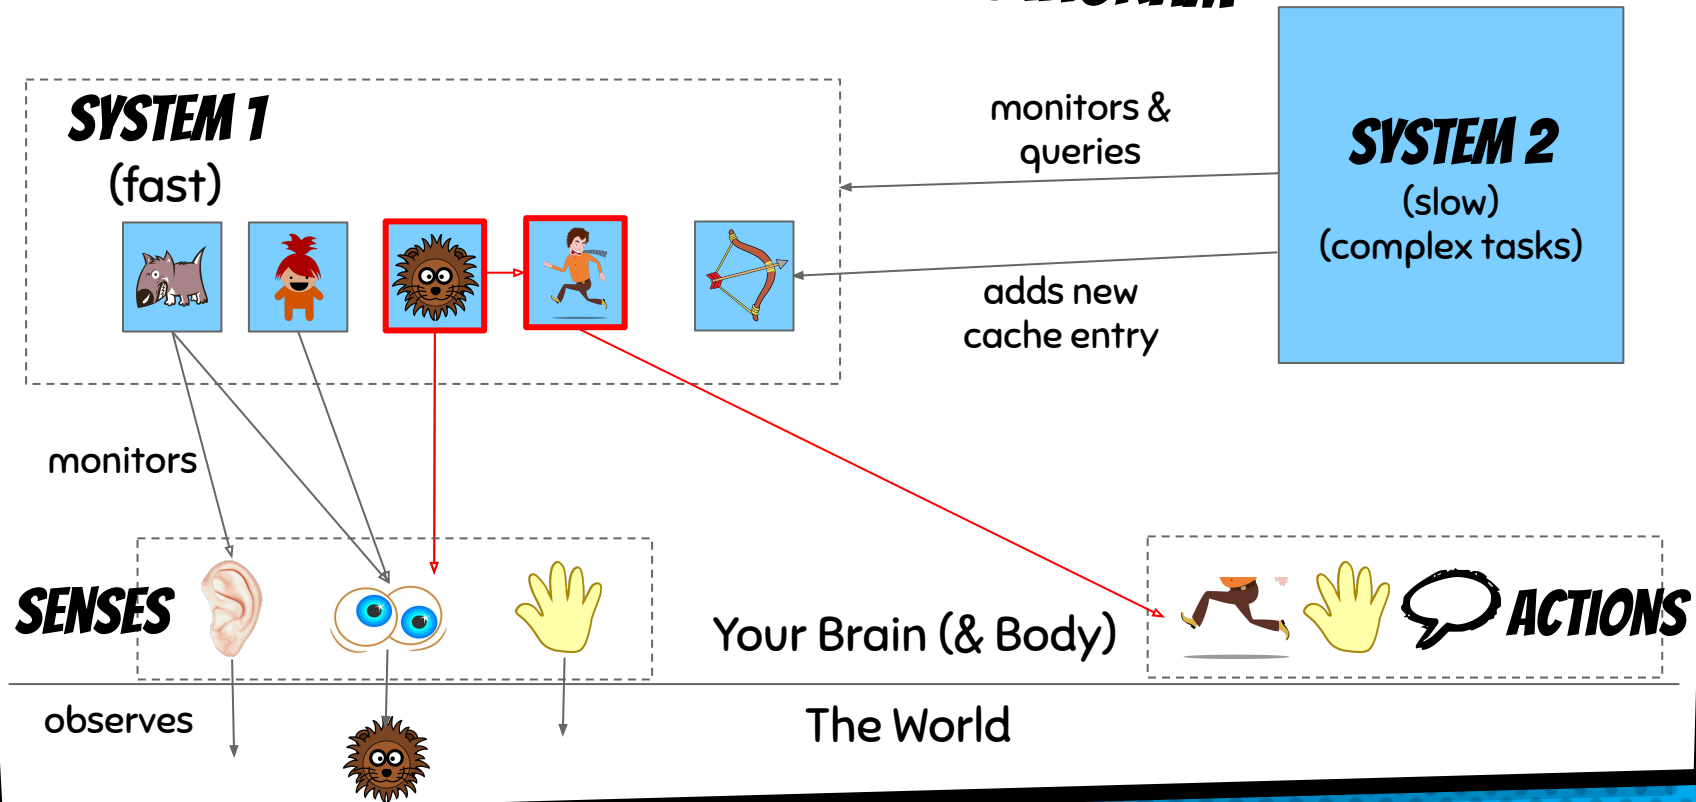 SYSTEM 1
(fast)
monitors &
queries
SYSTEM 2
(slow)
(complex tasks)
adds new
cache entry
monitors
SENSES
Your Brain (& Body)
ACTIONS
observes
The World